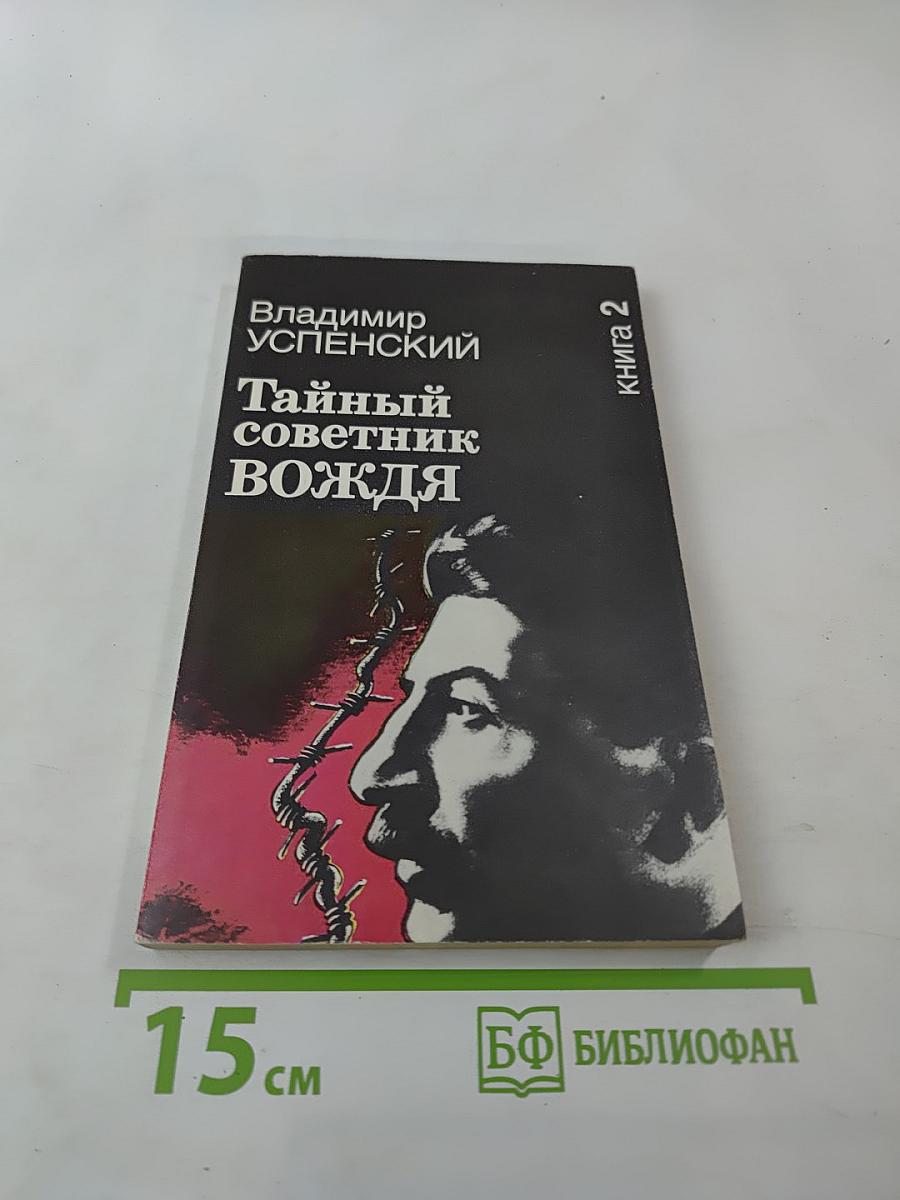 Владимир
УСПЕНСКИЙ
Тайный
советник
ВОЖДЯ
книга 2
15 см
БФ БИБЛИОФАН